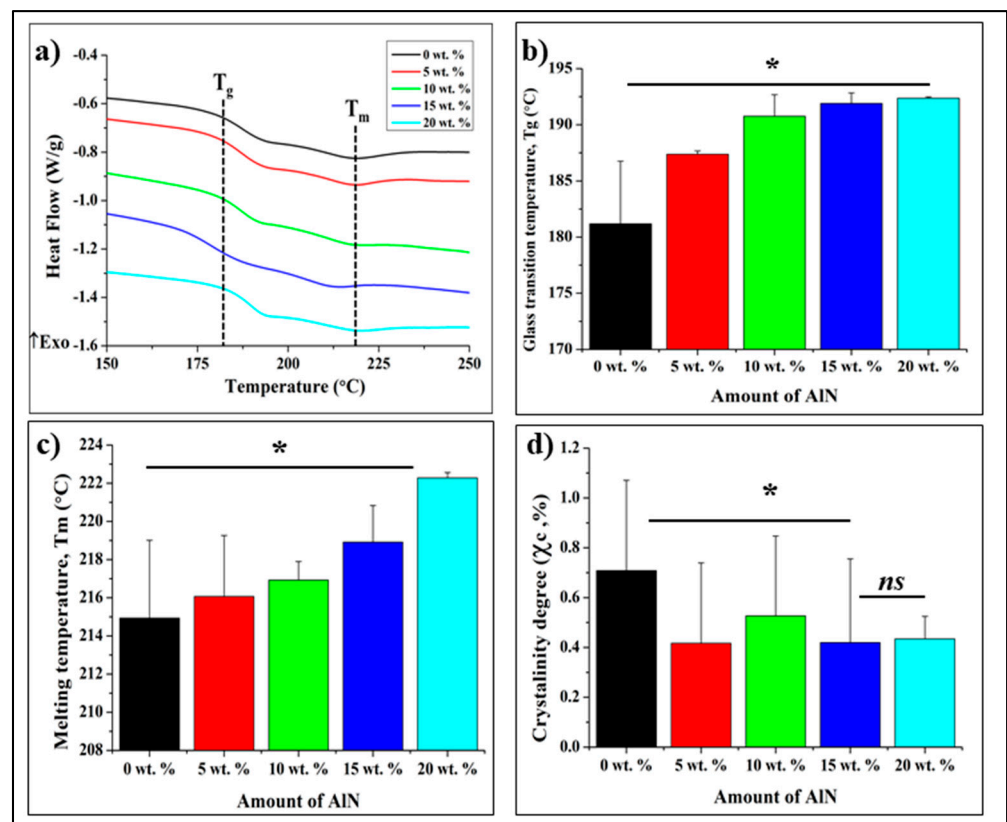 a)
0 wt. %
5 wt. %
10 wt. %
15 wt. %
20 wt. %
Tg
Tm
-0.4
-0.6
-0.8
-1.0
-1.2
-1.4
-1.6
Heat Flow (W/g)
↑Exo
150
175
200
225
250
Temperature (°C)
b)
*
195
190
185
180
175
170
Glass transition temperature, Tg (°C)
0 wt. %
5 wt. %
10 wt. %
15 wt. %
20 wt. %
Amount of AlN
c)
*
224
222
220
218
216
214
212
210
208
Melting temperature, Tm (°C)
0 wt. %
5 wt. %
10 wt. %
15 wt. %
20 wt. %
Amount of AlN
d)
*
ns
1.2
1.0
0.8
0.6
0.4
0.2
0.0
Crystalinity degree (χc ,%)
0 wt. %
5 wt. %
10 wt. %
15 wt. %
20 wt. %
Amount of AlN